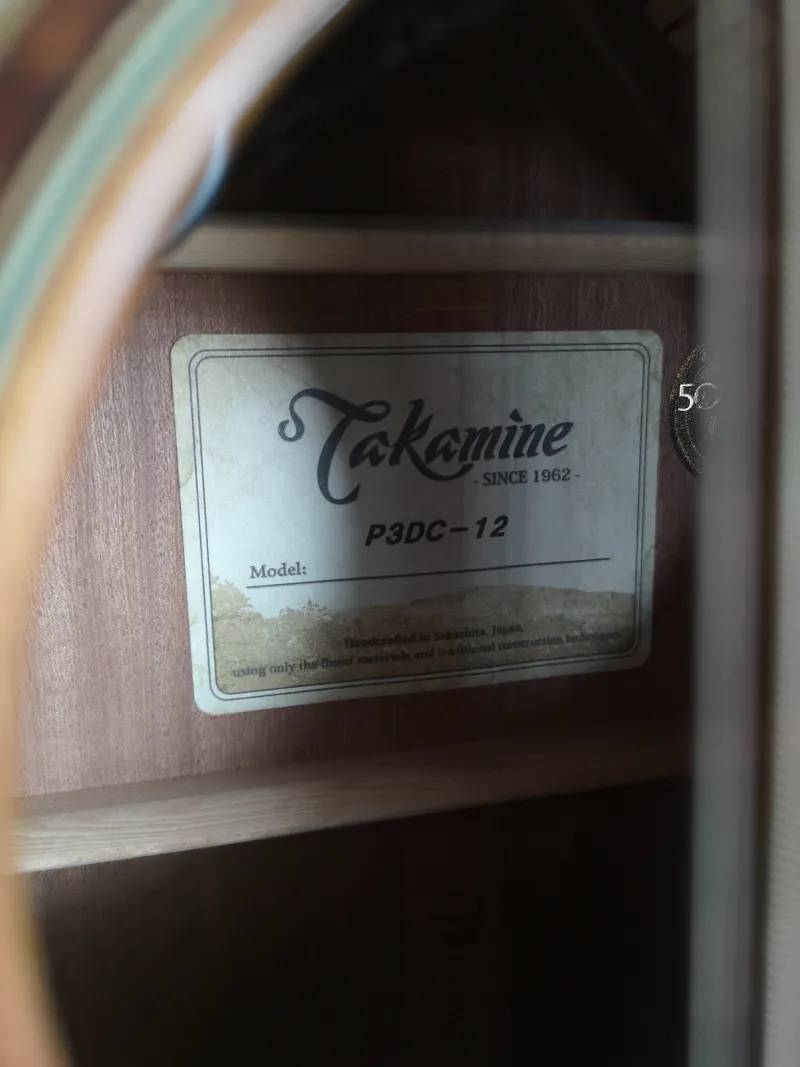 Takamine
- SINCE 1962 -
P3DC-12
Model:
Handcrafted in Sakashita, Japan,
using only the finest materials and traditional construction techniques
50